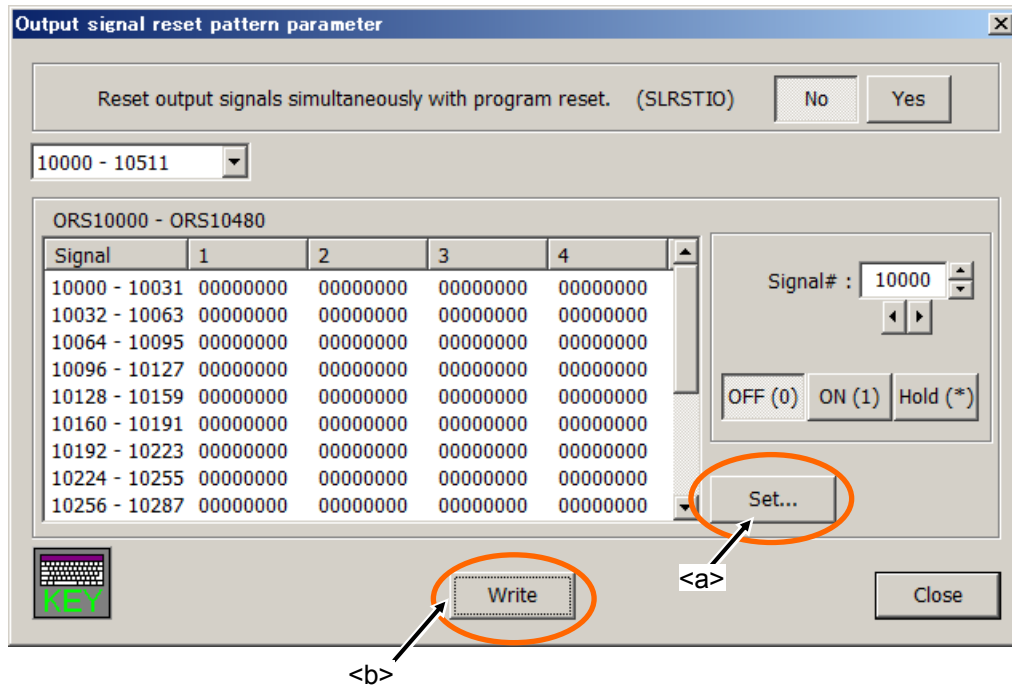 Output signal reset pattern parameter
Reset output signals simultaneously with program reset. (SLRSTIO) No Yes
10000 - 10511
ORS10000 - ORS10480
Signal 1 2 3 4
10000 - 10031 00000000 00000000 00000000 00000000
10032 - 10063 00000000 00000000 00000000 00000000
10064 - 10095 00000000 00000000 00000000 00000000
10096 - 10127 00000000 00000000 00000000 00000000
10128 - 10159 00000000 00000000 00000000 00000000
10160 - 10191 00000000 00000000 00000000 00000000
10192 - 10223 00000000 00000000 00000000 00000000
10224 - 10255 00000000 00000000 00000000 00000000
10256 - 10287 00000000 00000000 00000000 00000000
Signal# : 10000
OFF (0) ON (1) Hold (*)
Set...
<a>
KEY
Write
Close
<b>